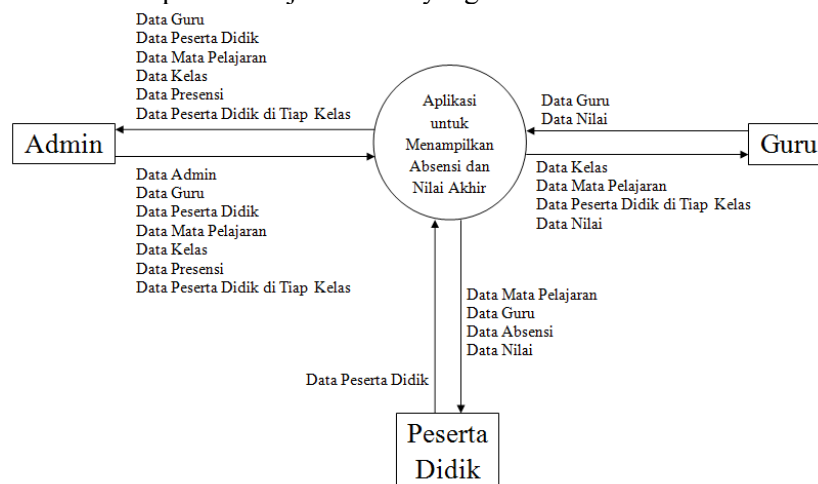 Data Guru
Data Peserta Didik
Data Mata Pelajaran
Data Kelas
Data Presensi
Data Peserta Didik di Tiap Kelas
Admin
Data Admin
Data Guru
Data Peserta Didik
Data Mata Pelajaran
Data Kelas
Data Presensi
Data Peserta Didik di Tiap Kelas
Aplikasi
untuk
Menampilkan
Absensi dan
Nilai Akhir
Data Guru
Data Nilai
Guru
Data Kelas
Data Mata Pelajaran
Data Peserta Didik di Tiap Kelas
Data Nilai
Data Mata Pelajaran
Data Guru
Data Absensi
Data Nilai
Data Peserta Didik
Peserta
Didik